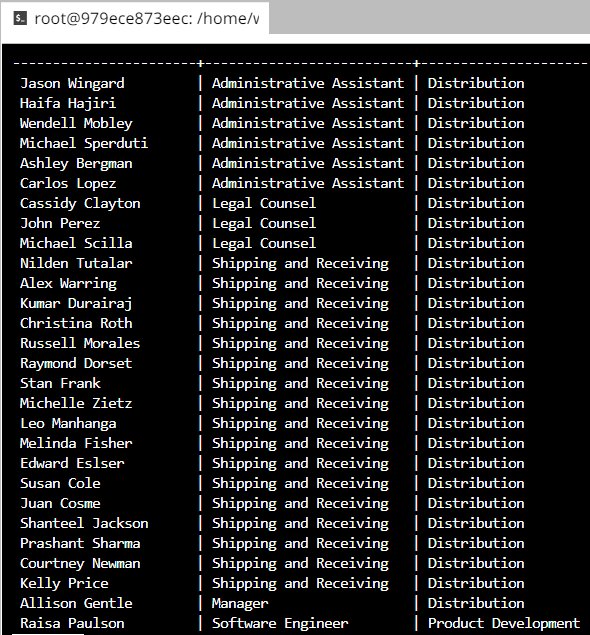 root@979ece873eec: /home/w
----------------------+--------------------------+---------------------
Jason Wingard | Administrative Assistant | Distribution
Haifa Hajiri | Administrative Assistant | Distribution
Wendell Mobley | Administrative Assistant | Distribution
Michael Sperduti | Administrative Assistant | Distribution
Ashley Bergman | Administrative Assistant | Distribution
Carlos Lopez | Administrative Assistant | Distribution
Cassidy Clayton | Legal Counsel | Distribution
John Perez | Legal Counsel | Distribution
Michael Scilla | Legal Counsel | Distribution
Nilden Tutalar | Shipping and Receiving | Distribution
Alex Warring | Shipping and Receiving | Distribution
Kumar Durairaj | Shipping and Receiving | Distribution
Christina Roth | Shipping and Receiving | Distribution
Russell Morales | Shipping and Receiving | Distribution
Raymond Dorset | Shipping and Receiving | Distribution
Stan Frank | Shipping and Receiving | Distribution
Michelle Zietz | Shipping and Receiving | Distribution
Leo Manhanga | Shipping and Receiving | Distribution
Melinda Fisher | Shipping and Receiving | Distribution
Edward Eslser | Shipping and Receiving | Distribution
Susan Cole | Shipping and Receiving | Distribution
Juan Cosme | Shipping and Receiving | Distribution
Shanteel Jackson | Shipping and Receiving | Distribution
Prashant Sharma | Shipping and Receiving | Distribution
Courtney Newman | Shipping and Receiving | Distribution
Kelly Price | Shipping and Receiving | Distribution
Allison Gentle | Manager | Distribution
Raisa Paulson | Software Engineer | Product Development